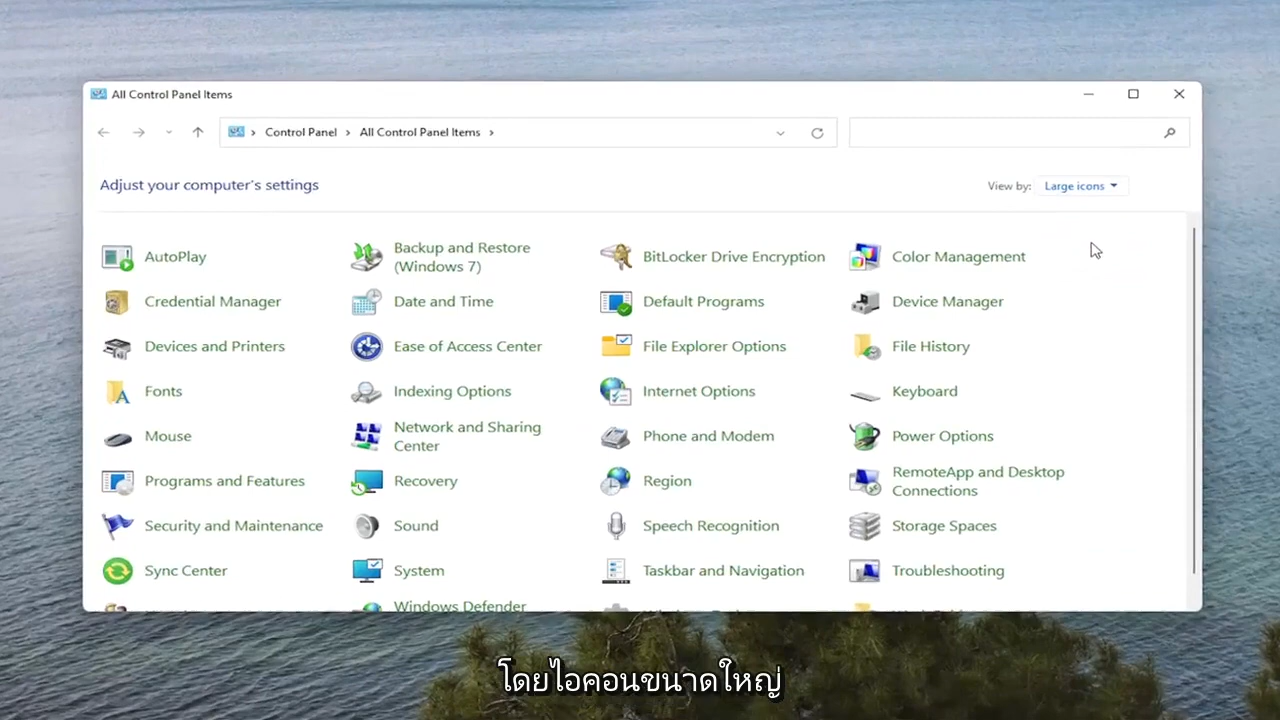 All Control Panel Items
Control Panel > All Control Panel Items >
Adjust your computer's settings
View by: Large icons
AutoPlay
Backup and Restore
(Windows 7)
BitLocker Drive Encryption
Color Management
Credential Manager
Date and Time
Default Programs
Device Manager
Devices and Printers
Ease of Access Center
File Explorer Options
File History
Fonts
Indexing Options
Internet Options
Keyboard
Mouse
Network and Sharing
Center
Phone and Modem
Power Options
Programs and Features
Recovery
Region
RemoteApp and Desktop
Connections
Security and Maintenance
Sound
Speech Recognition
Storage Spaces
Sync Center
System
Taskbar and Navigation
Troubleshooting
Windows Defender
โดยไอคอนขนาดใหญ่